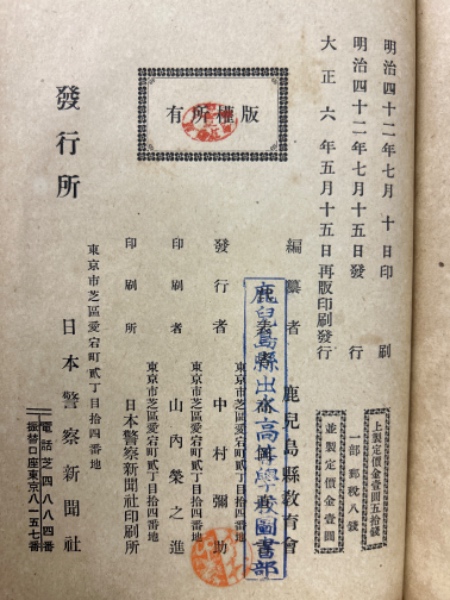 明治四十二年七月十日印刷
明治四十二年七月十五日發行
大正六年五月十五日再版印刷發行
上製定價金壹圓五拾錢
一部郵稅八錢
並製定價金壹圓
版權所有
編纂者 鹿兒島縣敎育會
鹿兒島縣出水高等學校圖書部
東京市芝區愛宕町貳丁目拾四番地
發行者 中村彌助
東京市芝區愛宕町貳丁目拾四番地
印刷者 山內榮之進
東京市芝區愛宕町貳丁目拾四番地
印刷所 日本警察新聞社印刷所
東京市芝區愛宕町貳丁目拾四番地
發行所 日本警察新聞社
電話芝四八八四番
振替口座東京八一五七番